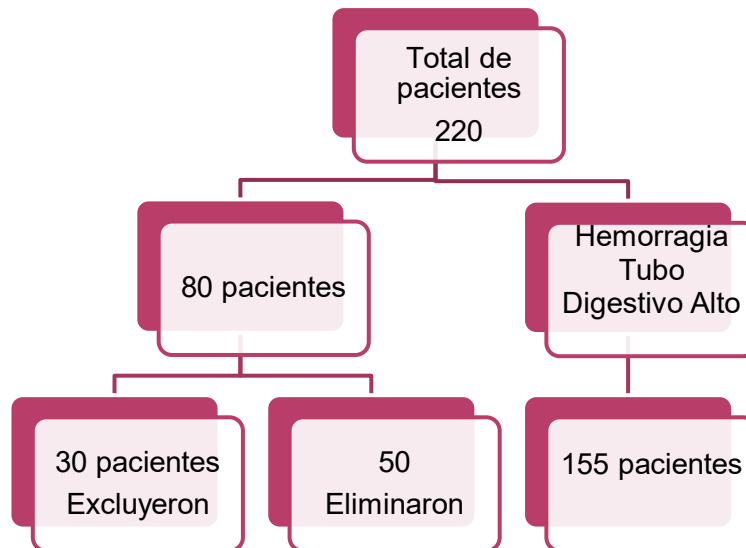 Total de
pacientes
220
80 pacientes
Hemorragia
Tubo
Digestivo Alto
30 pacientes
Excluyeron
50
Eliminaron
155 pacientes